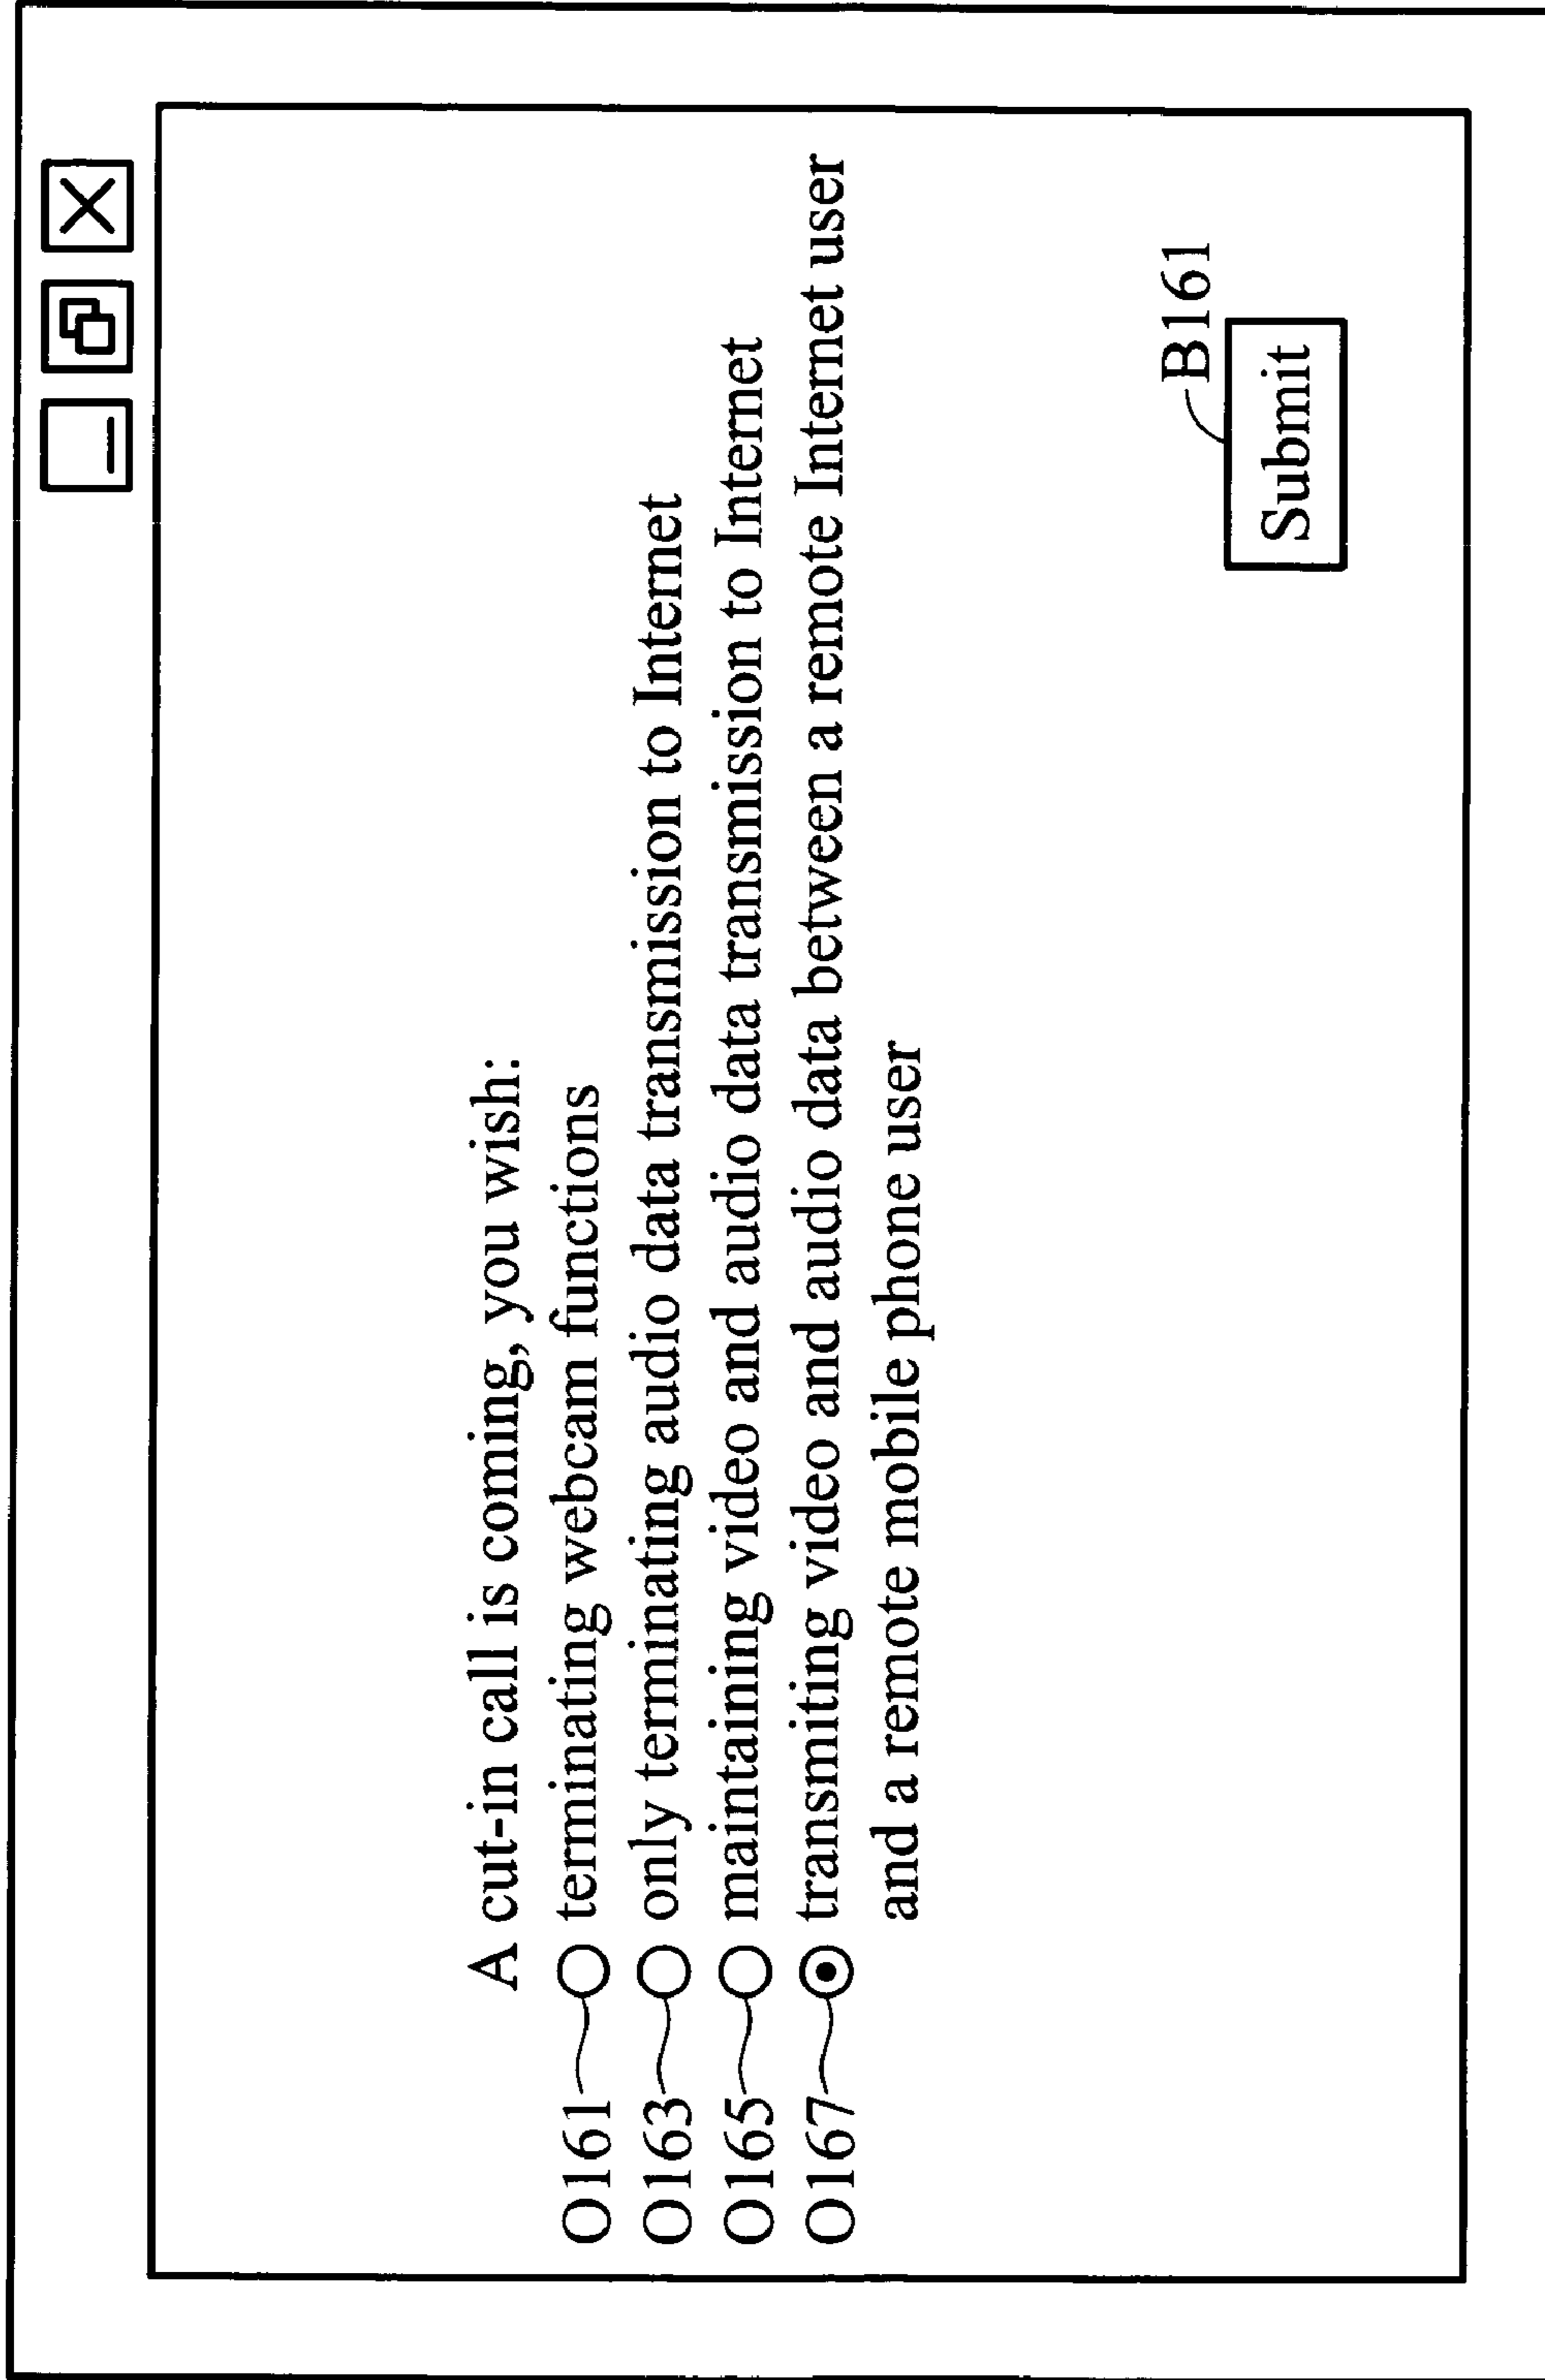 A cut-in call is coming, you wish:
O161 terminating webcam functions
O163 only terminating audio data transmission to Internet
O165 maintaining video and audio data transmission to Internet
O167 transmiting video and audio data between a remote Internet user
and a remote mobile phone user
B161
Submit